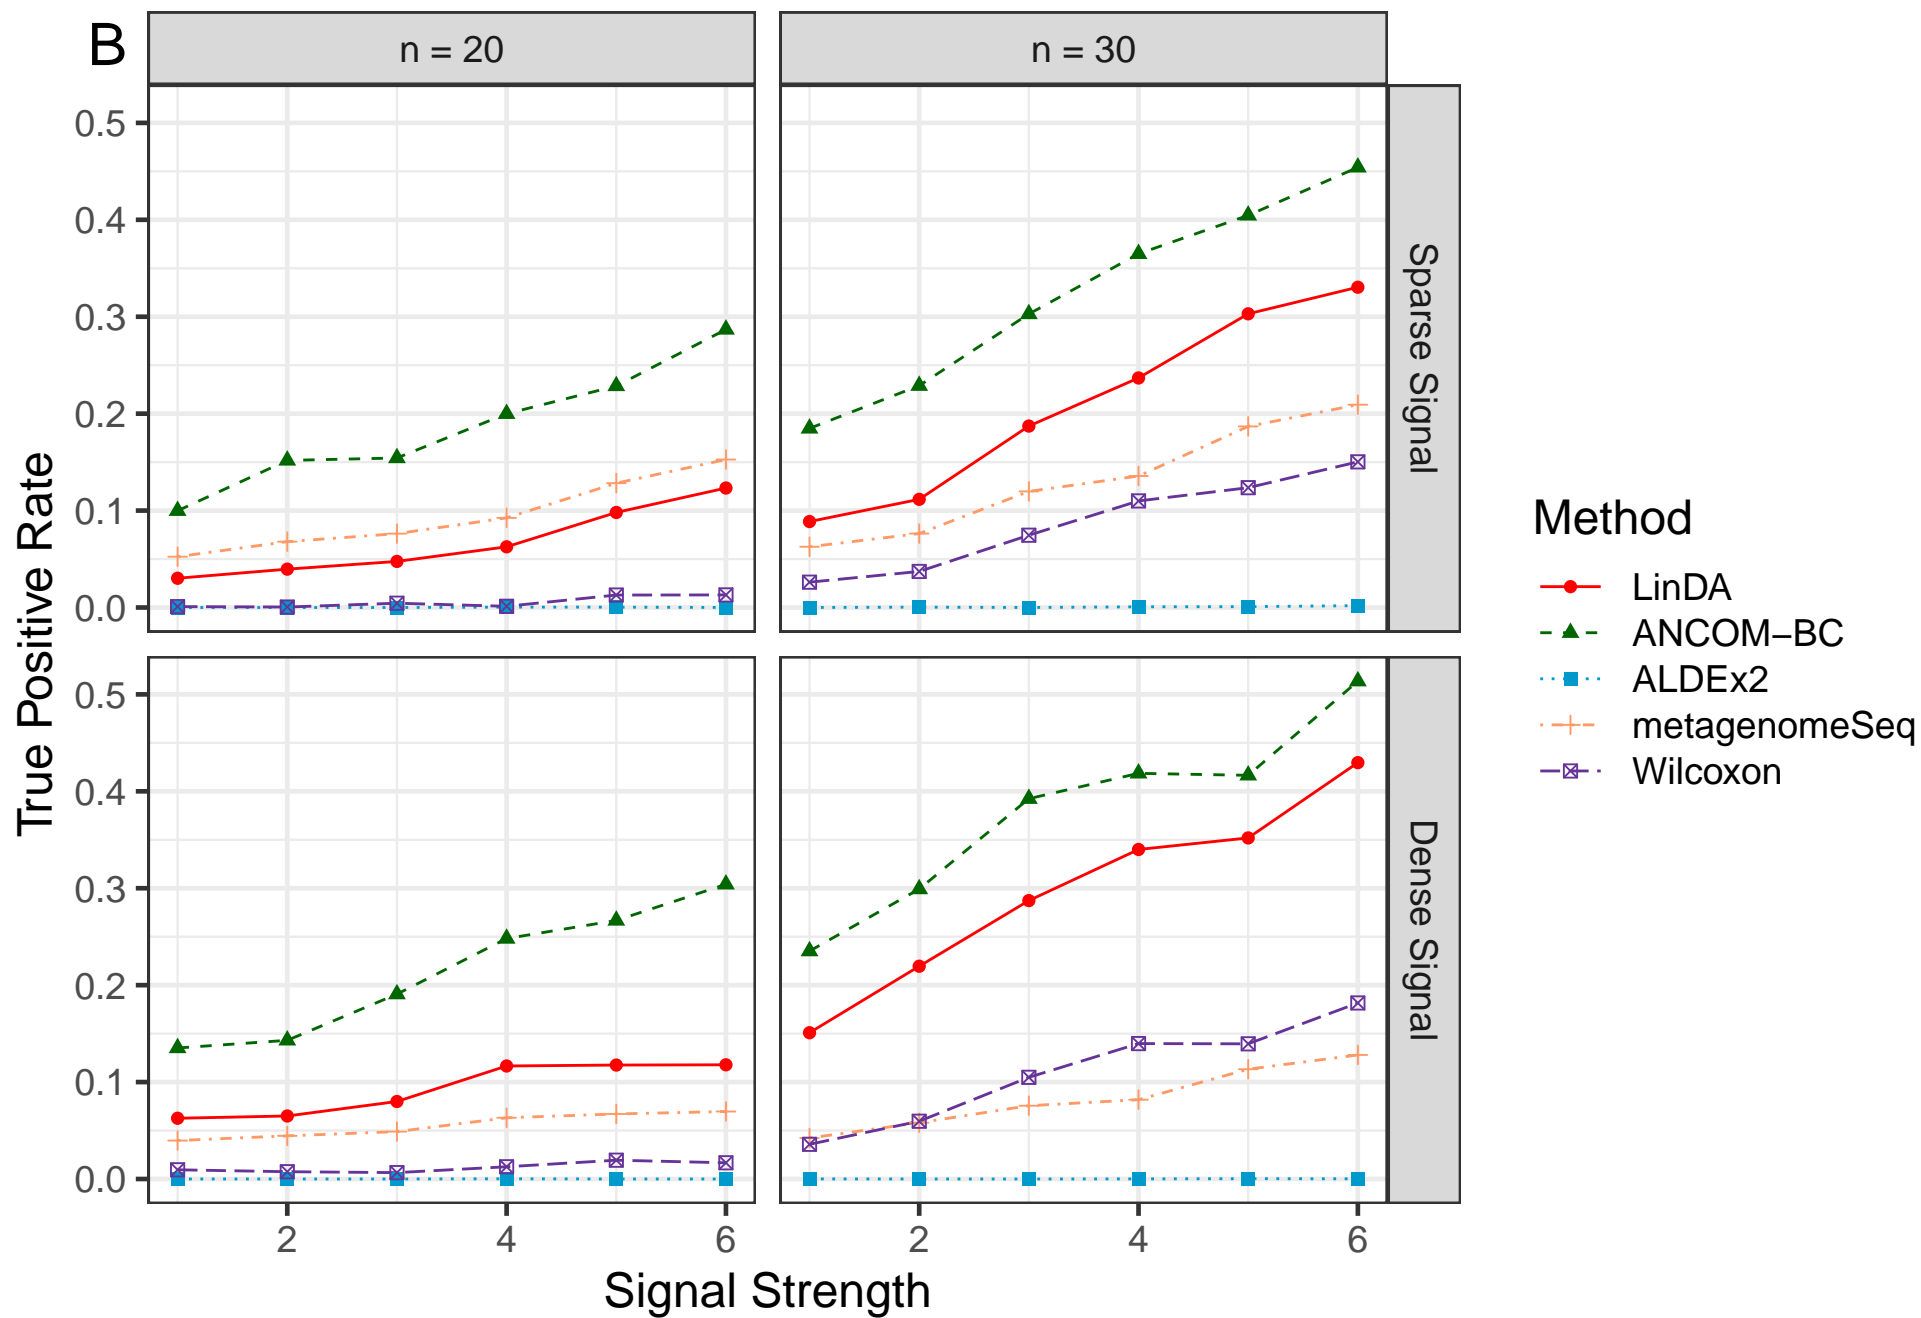 B
n = 20
n = 30
0.5
0.4
0.3
0.2
0.1
0.0
Sparse Signal
0.5
0.4
0.3
0.2
0.1
0.0
Dense Signal
True Positive Rate
2
4
6
2
4
6
Signal Strength
Method
LinDA
ANCOM−BC
ALDEx2
metagenomeSeq
Wilcoxon